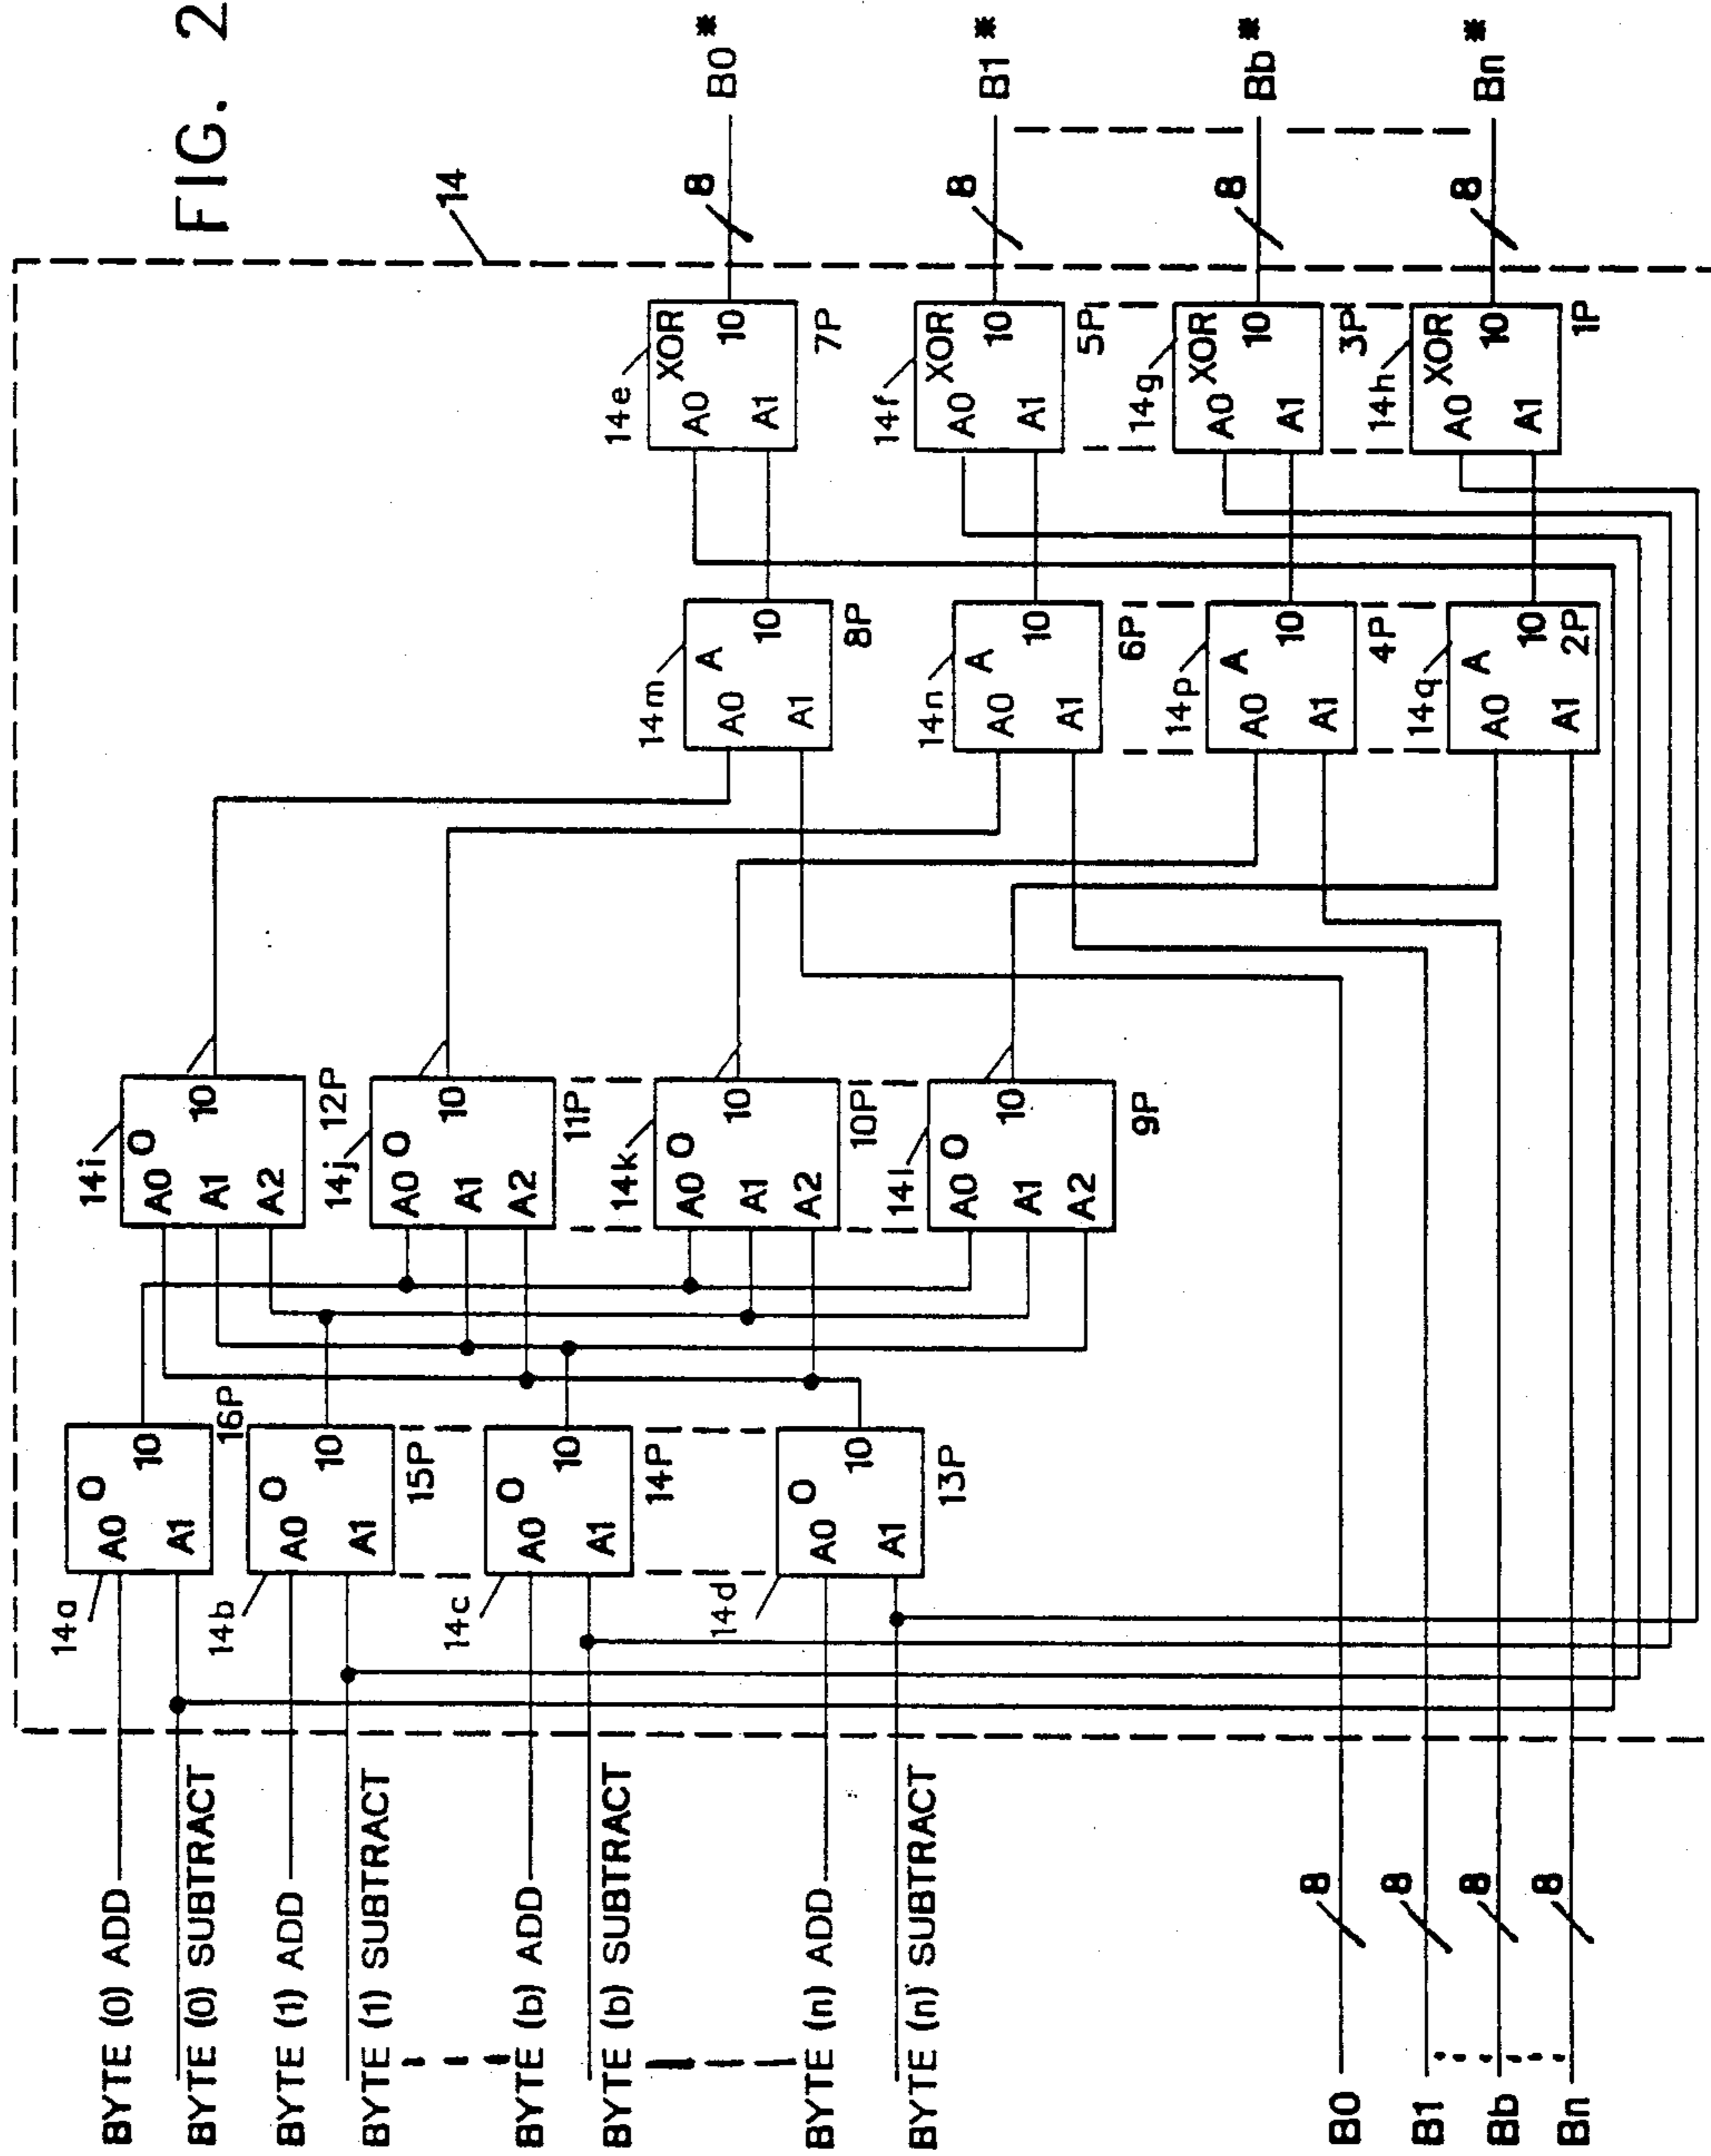 FIG. 2
14
BYTE (0) ADD
BYTE (0) SUBTRACT
BYTE (1) ADD
BYTE (1) SUBTRACT
BYTE (b) ADD
BYTE (b) SUBTRACT
BYTE (n) ADD
BYTE (n) SUBTRACT
B0 8
B1 8
Bb 8
Bn 8
14a
A0 O
A1 10
16P
14b
A0 O
A1 10
15P
14c
A0 O
A1 10
14P
14d
A0 O
A1 10
13P
14i
A0 O
A1 10
A2
12P
14j
A0 O
A1 10
A2
11P
14k
A0 O
A1 10
A2
10P
14l
A0 O
A1 10
A2
9P
14m
A0 A
A1 10
8P
14n
A0 A
A1 10
6P
14p
A0 A
A1 10
4P
14q
A0 A
A1 10
2P
14e
A0 XOR
A1 10
7P
14f
A0 XOR
A1 10
5P
14g
A0 XOR
A1 10
3P
14h
A0 XOR
A1 10
1P
8 B0*
8 B1*
8 Bb*
8 Bn*